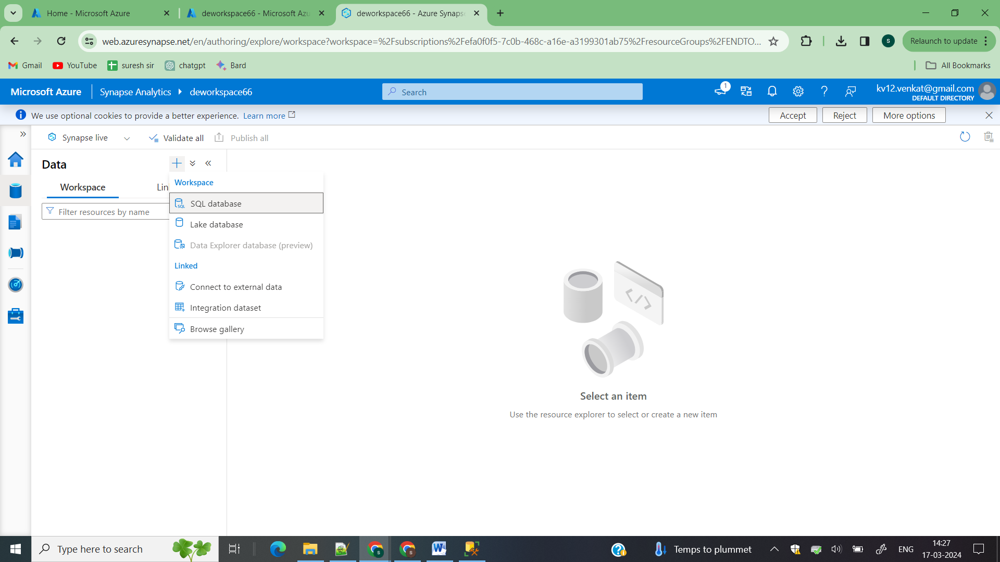 Home - Microsoft Azure
deworkspace66 - Microsoft Azu
deworkspace66 - Azure Synapse
web.azuresynapse.net/en/authoring/explore/workspace?workspace=%2Fsubscriptions%2Fefa0f0f5-7c0b-468c-a16e-a3199301ab75%2FresourceGroups%2FENDTO...
S
Relaunch to update
Gmail
YouTube
suresh sir
chatgpt
Bard
All Bookmarks
Microsoft Azure
Synapse Analytics
deworkspace66
Search
1
kv12.venkat@gmail.com
DEFAULT DIRECTORY
We use optional cookies to provide a better experience. Learn more
Accept
Reject
More options
Synapse live
Validate all
Publish all
Data
Workspace
Lin
Filter resources by name
Workspace
SQL database
Lake database
Data Explorer database (preview)
Linked
Connect to external data
Integration dataset
Browse gallery
Select an item
Use the resource explorer to select or create a new item
Type here to search
Temps to plummet
ENG
14:27
17-03-2024